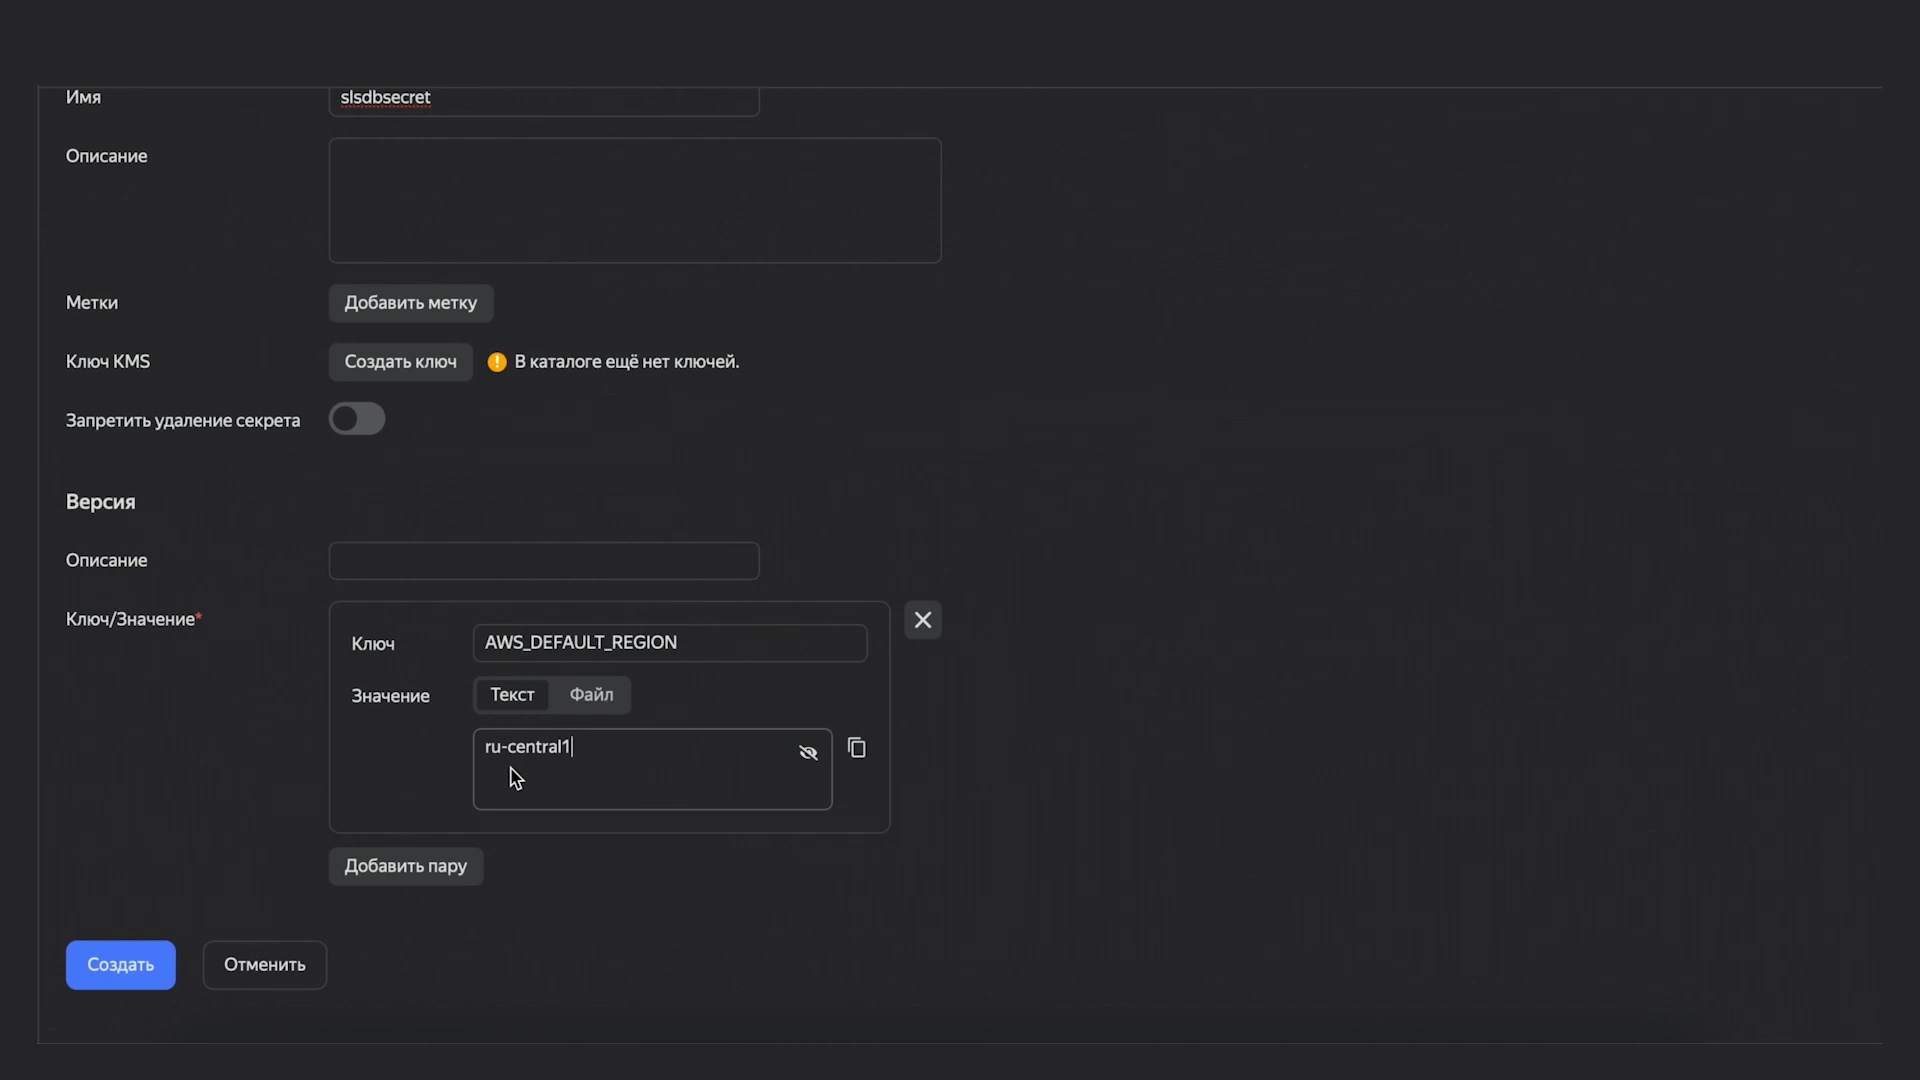 Имя
slsdbsecret
Описание
Метки
Добавить метку
Ключ KMS
Создать ключ
В каталоге ещё нет ключей.
Запретить удаление секрета
Версия
Описание
Ключ/Значение*
Ключ
AWS_DEFAULT_REGION
Значение
Текст
Файл
ru-central1
Добавить пару
Создать
Отменить